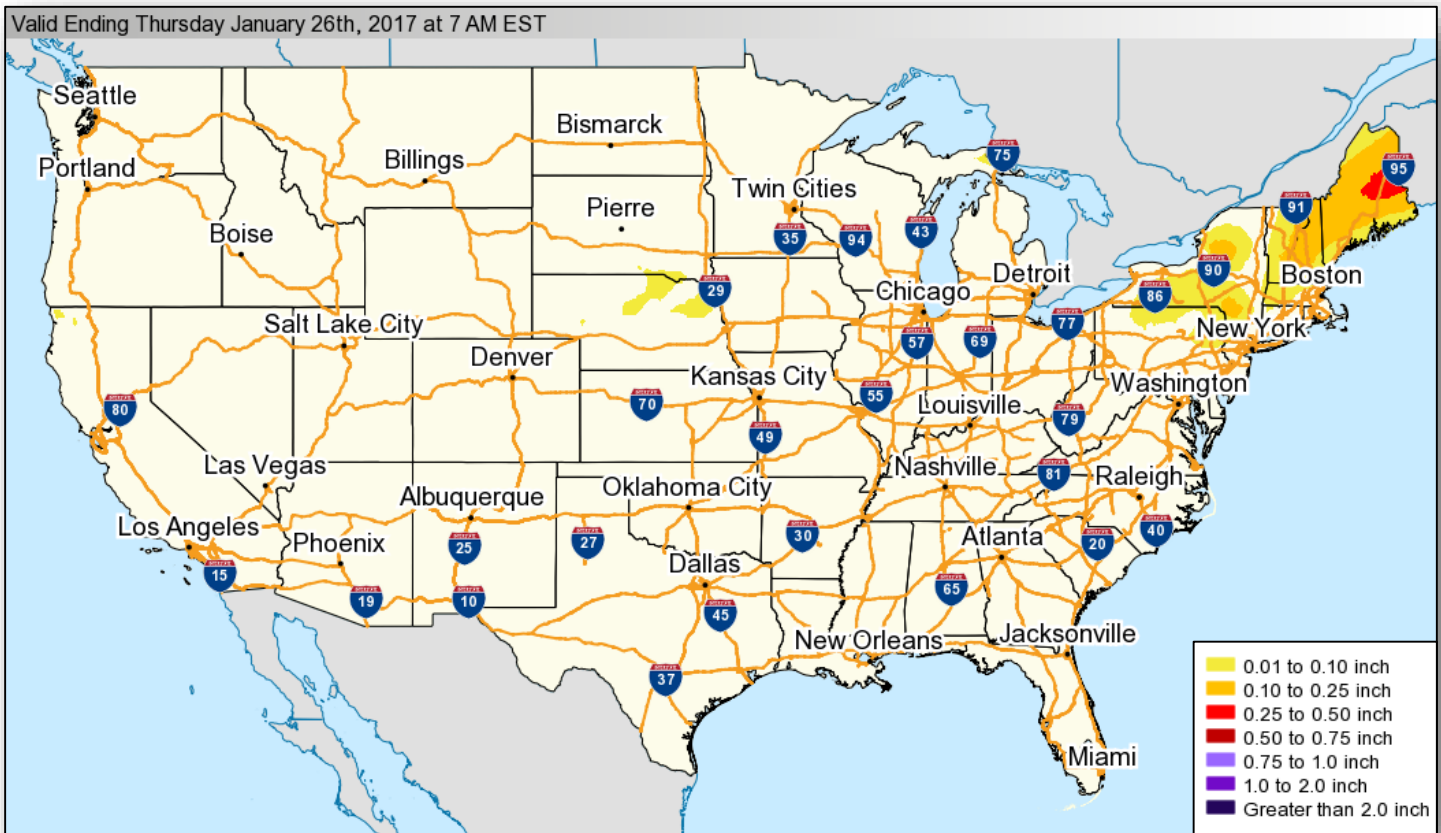 Valid Ending Thursday January 26th, 2017 at 7 AM EST
Seattle
Bismarck
75
Billings
Portland
95
Twin Cities
91
Pierre
Boise
35
94
43
90
Detroit
Boston
29
Chicago
86
Salt Lake City
77
New York
57
69
Denver
Kansas City
Washington
55
80
70
Louisville
79
49
Las Vegas
Nashville
81
Raleigh
Oklahoma City
Albuquerque
Los Angeles
40
30
Atlanta
Phoenix
27
20
25
Dallas
15
65
19
10
45
Jacksonville
New Orleans
37
Miami
0.01 to 0.10 inch
0.10 to 0.25 inch
0.25 to 0.50 inch
0.50 to 0.75 inch
0.75 to 1.0 inch
1.0 to 2.0 inch
Greater than 2.0 inch